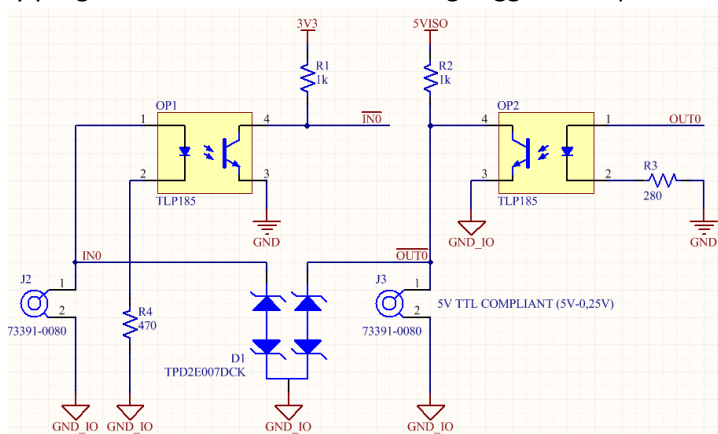 3V3
5VISO
R1
1k
R2
1k
OP1
OP2
1
4
IN0
4
1
OUT0
2
3
3
2
R3
280
TLP185
TLP185
GND
GND_IO
GND
IN0
OUT0
J2
1
2
73391-0080
R4
470
J3
1
2
73391-0080
5V TTL COMPLIANT (5V-0,25V)
D1
TPD2E007DCK
GND_IO
GND_IO
GND_IO
GND_IO